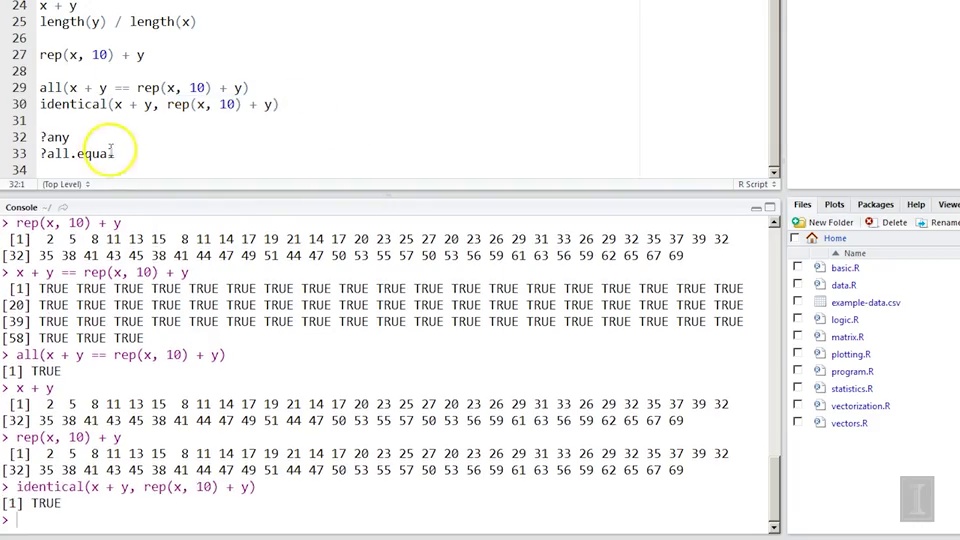 24 x + y
25 length(y) / length(x)
26
27 rep(x, 10) + y
28
29 all(x + y == rep(x, 10) + y)
30 identical(x + y, rep(x, 10) + y)
31
32 ?any
33 ?all.equal
34
32:1 (Top Level) R Script
Console ~/
> rep(x, 10) + y
[1] 2 5 8 11 13 15 8 11 14 17 19 21 14 17 20 23 25 27 20 23 26 29 31 33 26 29 32 35 37 39 32
[32] 35 38 41 43 45 38 41 44 47 49 51 44 47 50 53 55 57 50 53 56 59 61 63 56 59 62 65 67 69
> x + y == rep(x, 10) + y
[1] TRUE TRUE TRUE TRUE TRUE TRUE TRUE TRUE TRUE TRUE TRUE TRUE TRUE TRUE TRUE TRUE TRUE TRUE TRUE
[20] TRUE TRUE TRUE TRUE TRUE TRUE TRUE TRUE TRUE TRUE TRUE TRUE TRUE TRUE TRUE TRUE TRUE TRUE TRUE
[39] TRUE TRUE TRUE TRUE TRUE TRUE TRUE TRUE TRUE TRUE TRUE TRUE TRUE TRUE TRUE TRUE TRUE TRUE TRUE
[58] TRUE TRUE TRUE
> all(x + y == rep(x, 10) + y)
[1] TRUE
> x + y
[1] 2 5 8 11 13 15 8 11 14 17 19 21 14 17 20 23 25 27 20 23 26 29 31 33 26 29 32 35 37 39 32
[32] 35 38 41 43 45 38 41 44 47 49 51 44 47 50 53 55 57 50 53 56 59 61 63 56 59 62 65 67 69
> rep(x, 10) + y
[1] 2 5 8 11 13 15 8 11 14 17 19 21 14 17 20 23 25 27 20 23 26 29 31 33 26 29 32 35 37 39 32
[32] 35 38 41 43 45 38 41 44 47 49 51 44 47 50 53 55 57 50 53 56 59 61 63 56 59 62 65 67 69
> identical(x + y, rep(x, 10) + y)
[1] TRUE
>
Files Plots Packages Help Viewe
New Folder Delete Rename
Home
Name
basic.R
data.R
example-data.csv
logic.R
matrix.R
plotting.R
program.R
statistics.R
vectorization.R
vectors.R
I